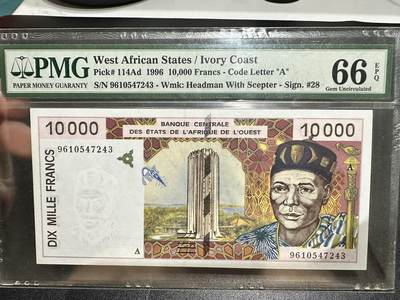 PMG
PAPER MONEY GUARANTY
West African States / Ivory Coast
Pick# 114Ad 1996 10,000 Francs - Code Letter "A"
S/N 9610547243 - Wmk: Headman With Scepter - Sign. #28
66 EPQ
Gem Uncirculated
BANQUE CENTRALE
DES ÉTATS DE L'AFRIQUE DE L'OUEST
10000
10000
9610547243
DIX MILLE FRANCS
A
A
9610547243